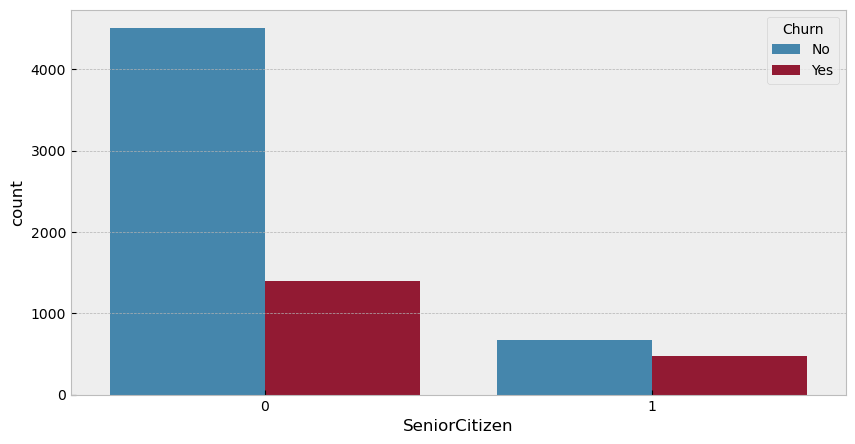 Churn
No
Yes
4000
3000
2000
1000
0
count
0 1
SeniorCitizen